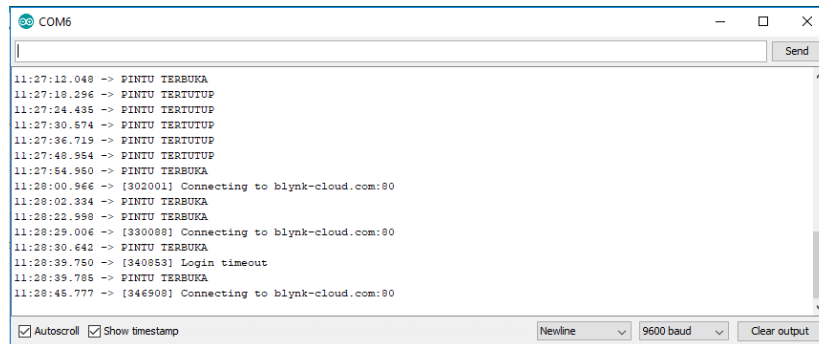 COM6
Send
11:27:12.048 -> PINTU TERBUKA
11:27:18.296 -> PINTU TERTUTUP
11:27:24.435 -> PINTU TERTUTUP
11:27:30.574 -> PINTU TERTUTUP
11:27:36.719 -> PINTU TERTUTUP
11:27:48.954 -> PINTU TERTUTUP
11:27:54.950 -> PINTU TERBUKA
11:28:00.966 -> [302001] Connecting to blynk-cloud.com:80
11:28:02.334 -> PINTU TERBUKA
11:28:22.998 -> PINTU TERBUKA
11:28:29.006 -> [330088] Connecting to blynk-cloud.com:80
11:28:30.642 -> PINTU TERBUKA
11:28:39.750 -> [340853] Login timeout
11:28:39.785 -> PINTU TERBUKA
11:28:45.777 -> [346908] Connecting to blynk-cloud.com:80
Autoscroll Show timestamp Newline 9600 baud Clear output